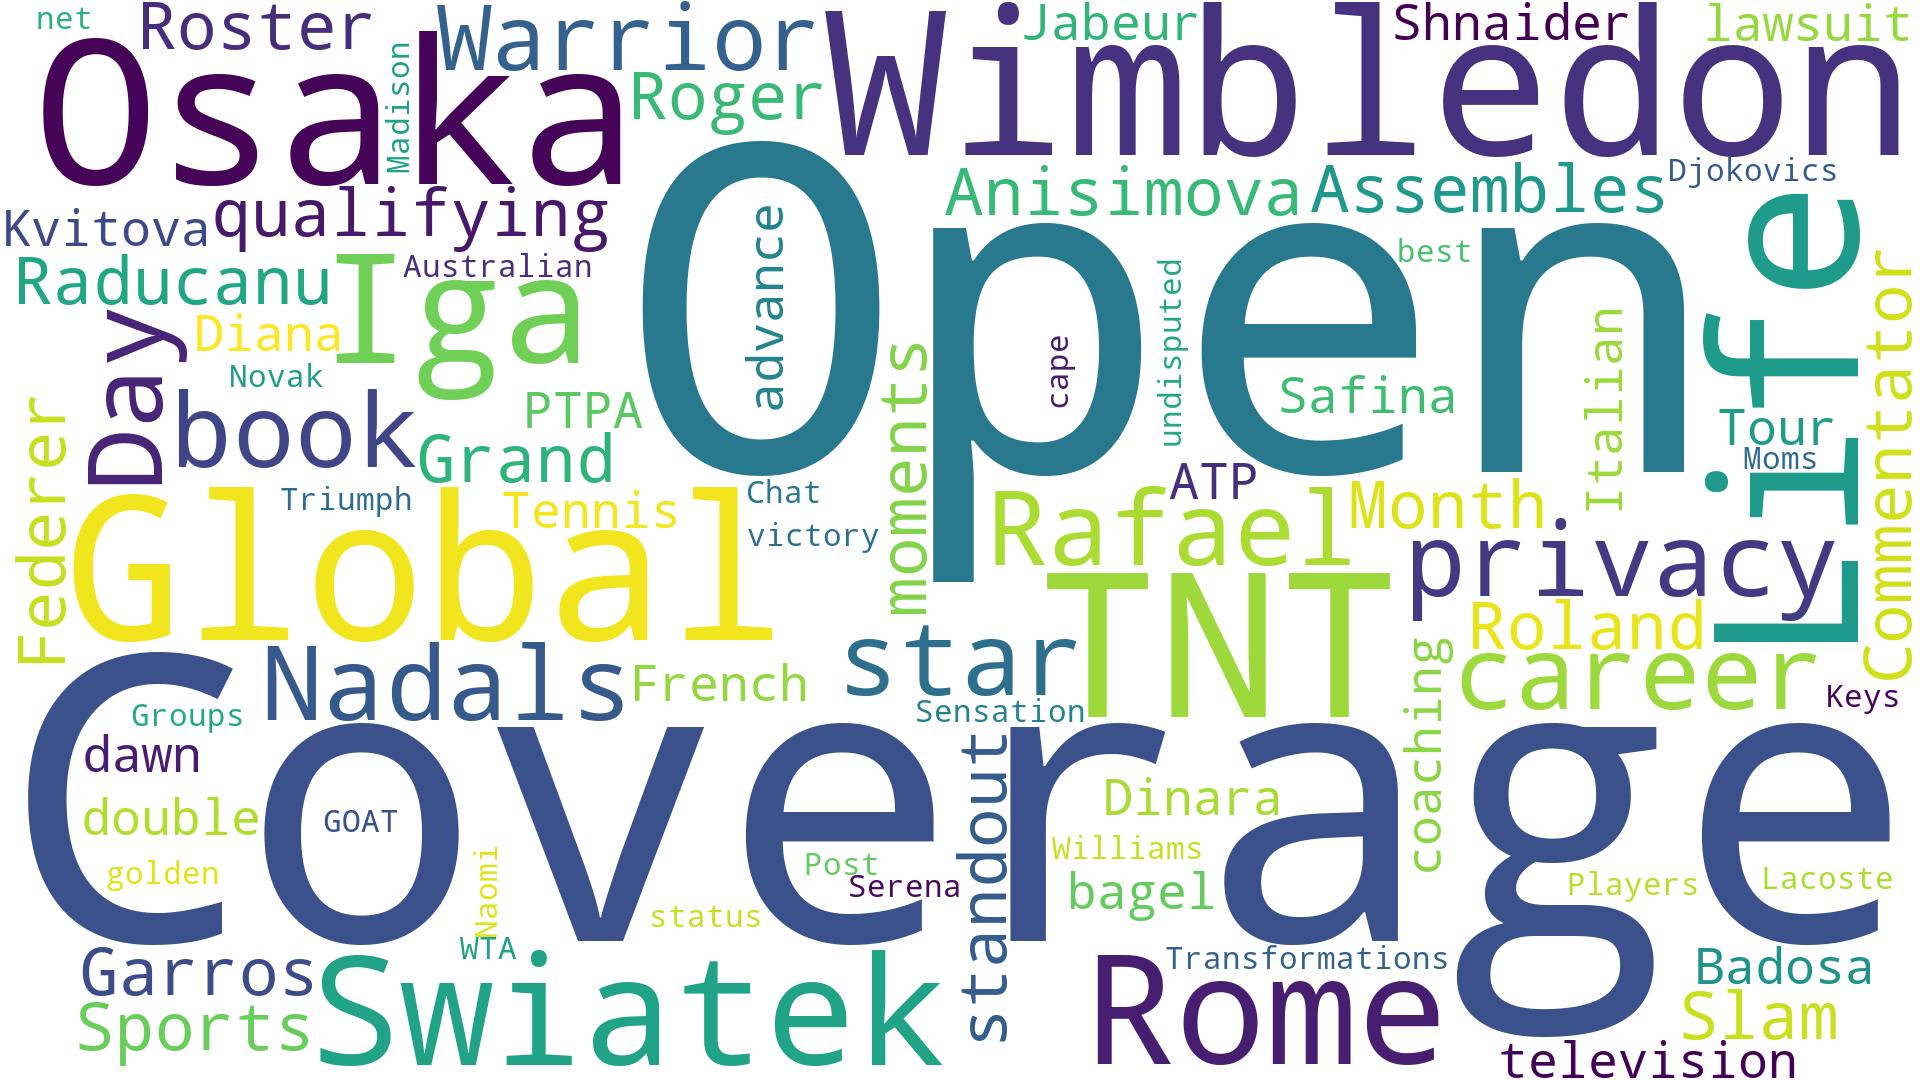 net
Roster
Warrior
Wimbledon
Jabeur
Shnaider
lawsuit
Osaka
Madison
Roger
Kvitova
qualifying
Anisimova
Assembles
Djokovics
Open
Life
Raducanu
Iga
Australian
advance
best
undisputed
Commentator
Day
Diana
Novak
cape
Italian
moments
book
PTPA
Safina
Federer
Grand
Tour
Moms
ATP
Global
Triumph
Tennis
Chat
victory
Rafael
Month
privacy
TNT
Roland
Coverage
Nadals
French
star
coaching
career
Keys
Groups
Sensation
dawn
standout
double
GOAT
Dinara
golden
Naomi
Post
Serena
Williams
bagel
Players
Lacoste
status
WTA
Garros
Swiatek
Rome
Transformations
Badosa
Sports
Slam
television